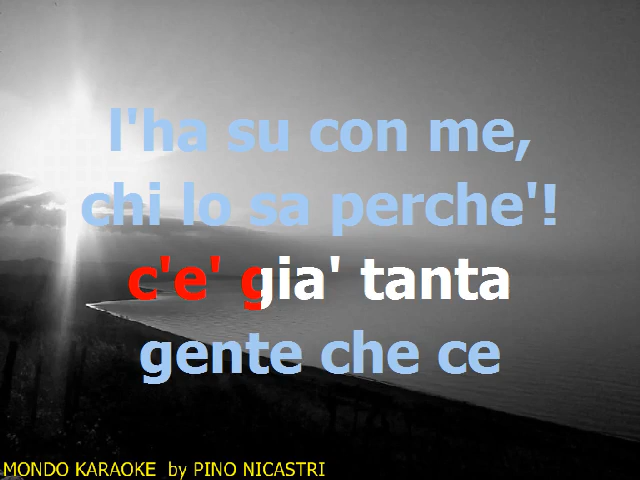 l'ha su con me,
chi lo sa perche'!
c'e' gia' tanta
gente che ce
MONDO KARAOKE by PINO NICASTRI